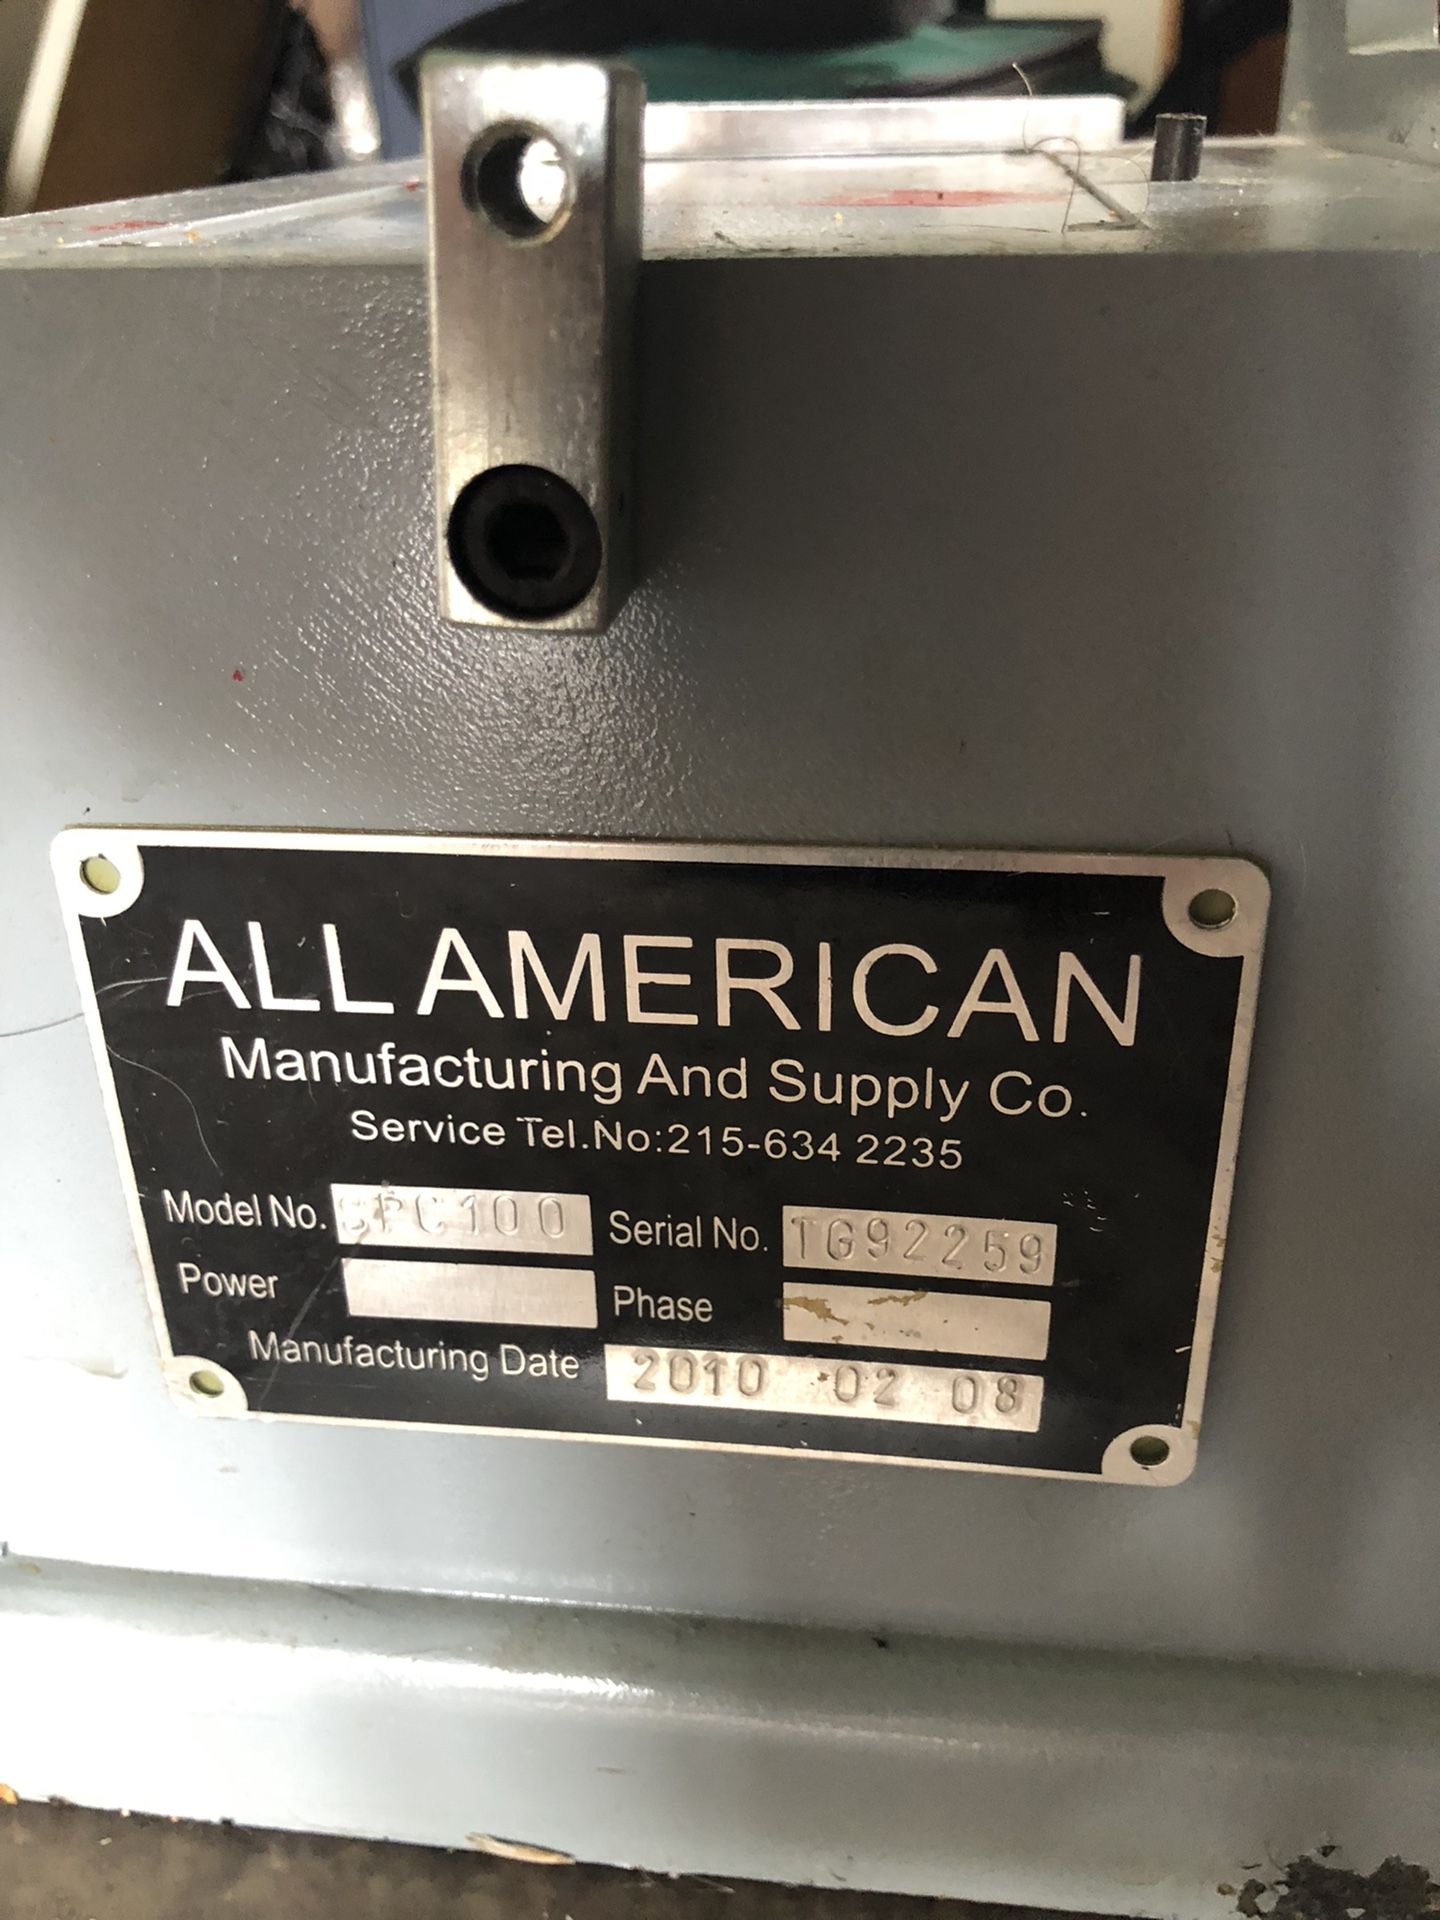 ALL AMERICAN
Manufacturing And Supply Co.
Service Tel.No:215-634 2235
Model No. SPC100 Serial No. TG92259
Power Phase
Manufacturing Date 2010 02 08